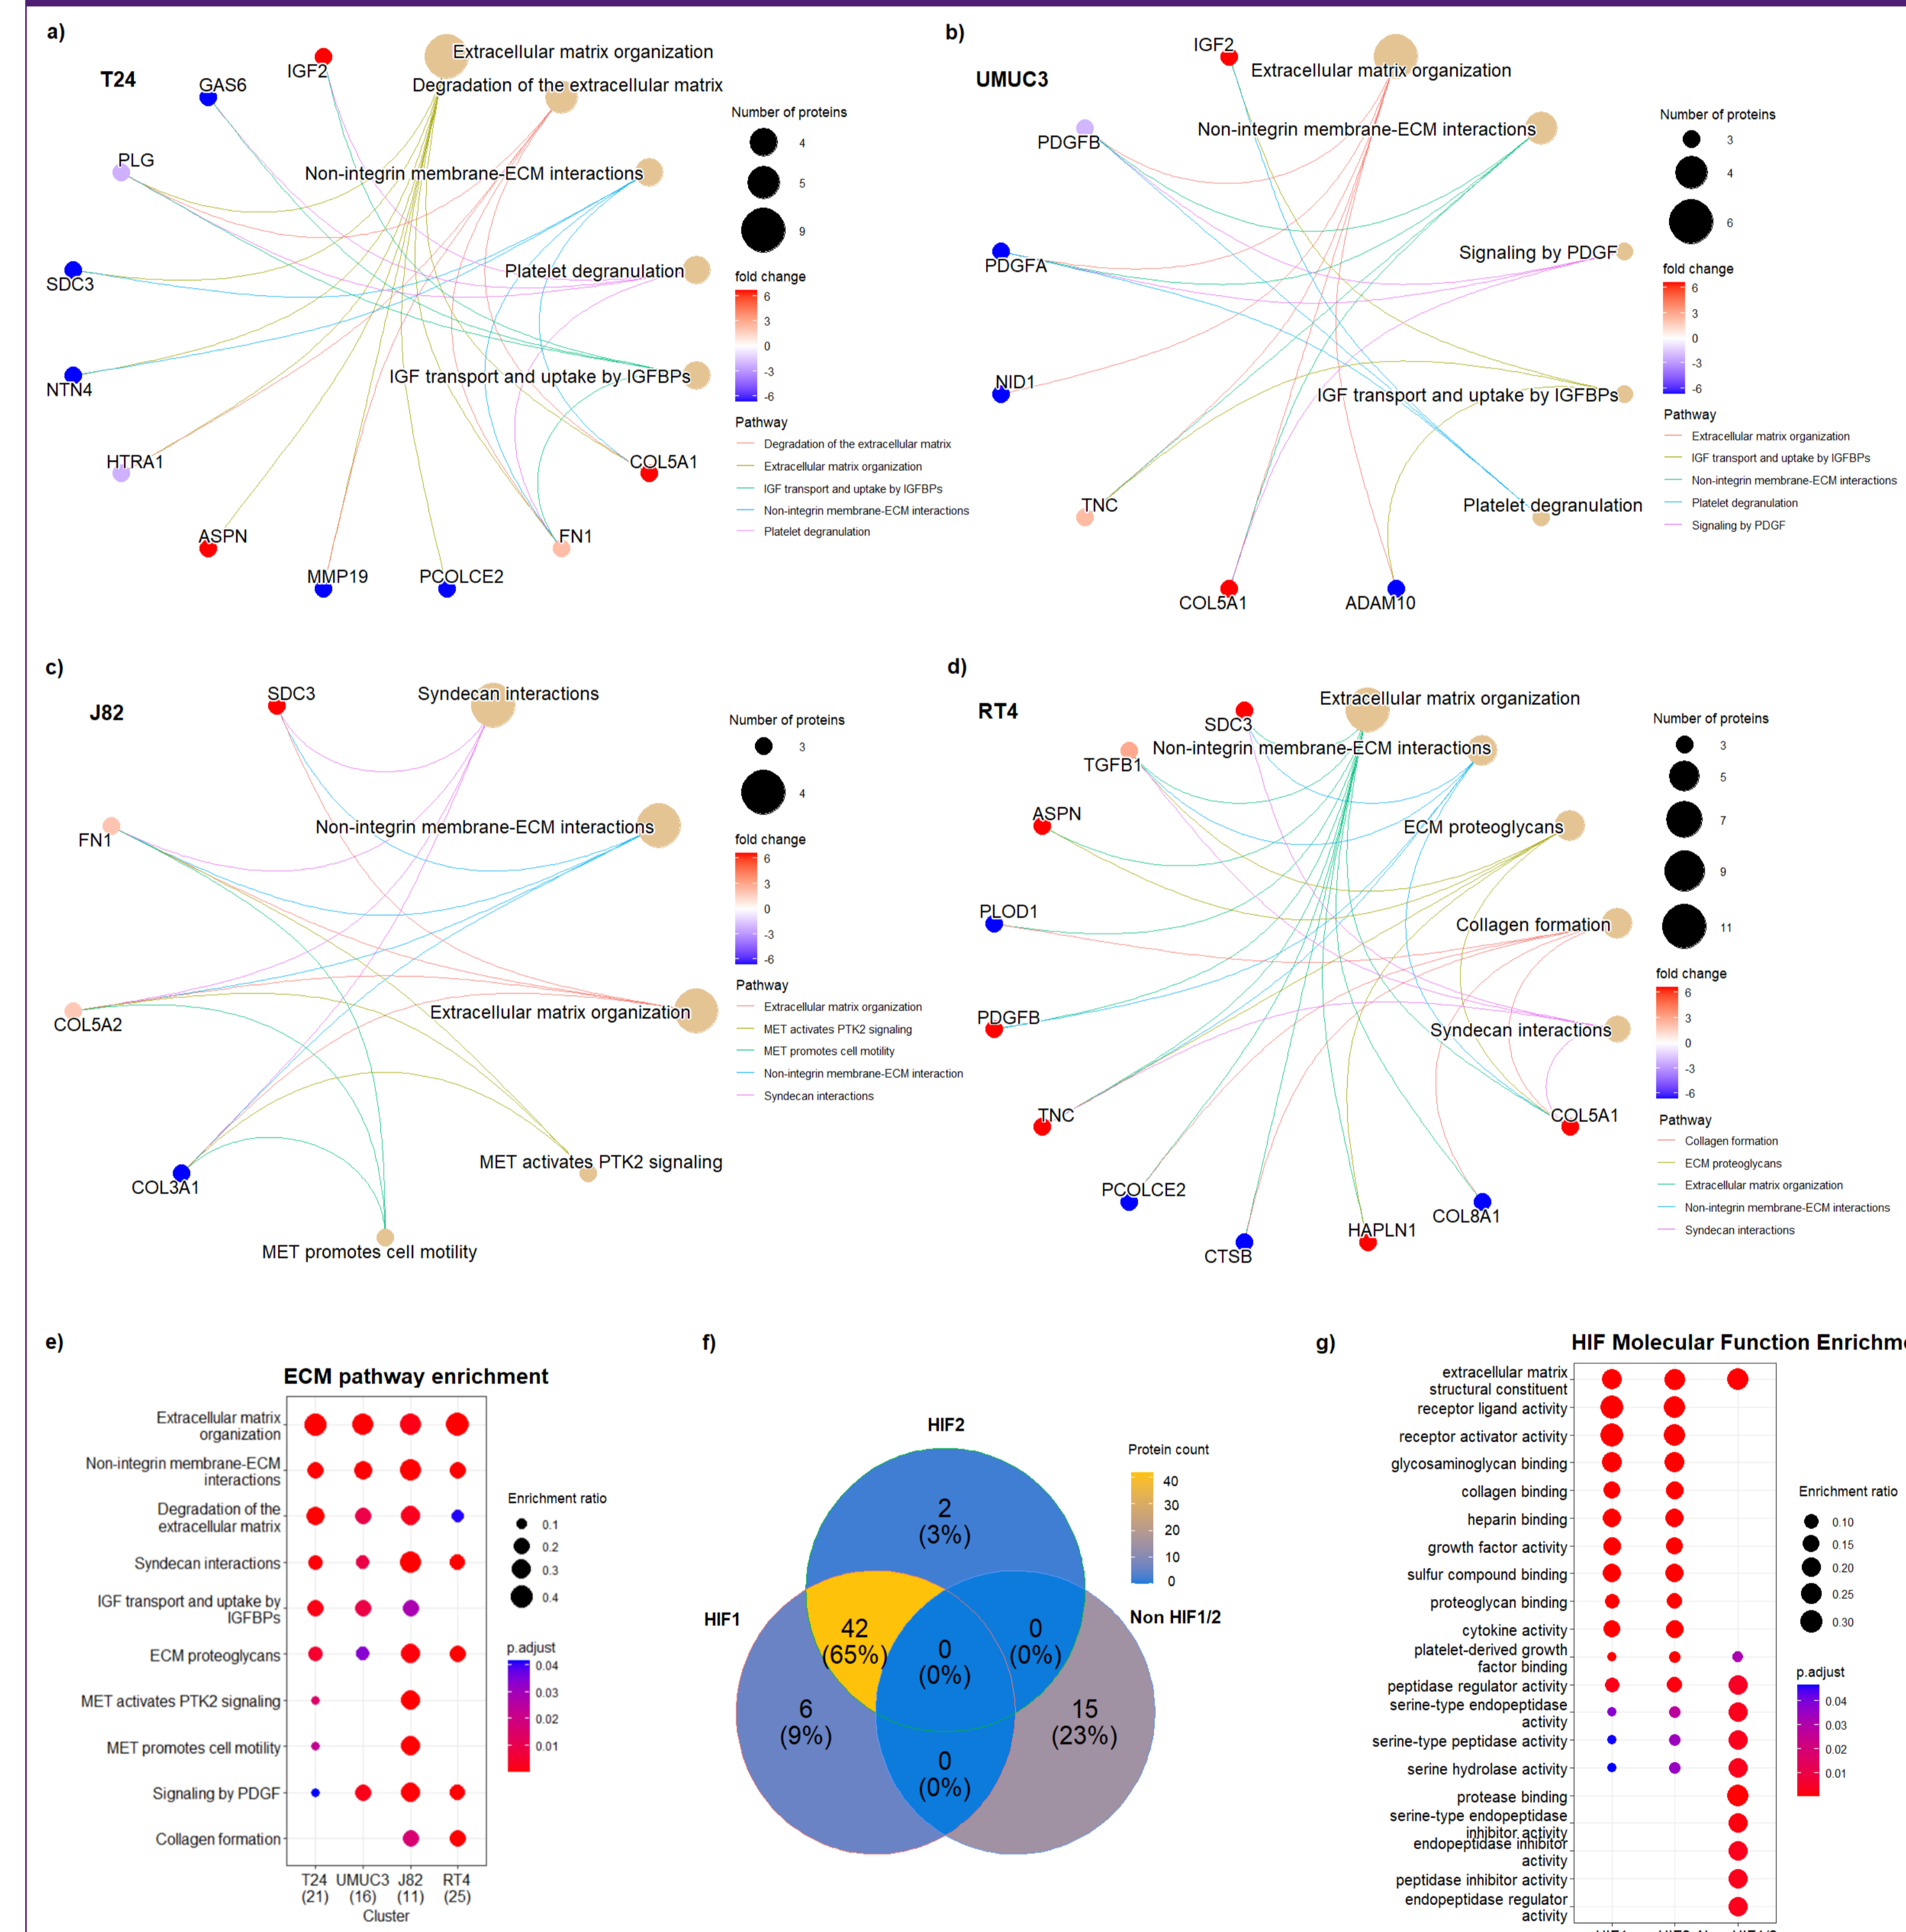 a)
T24
IGF2
Extracellular matrix organization
GAS6
Degradation of the extracellular matrix
PLG
Non-integrin membrane-ECM interactions
SDC3
Platelet degranulation
NTN4
IGF transport and uptake by IGFBPs
HTRA1
COL5A1
ASPN
FN1
MMP19
PCOLCE2
Number of proteins
4
5
9
fold change
6
3
0
-3
-6
Pathway
Degradation of the extracellular matrix
Extracellular matrix organization
IGF transport and uptake by IGFBPs
Non-integrin membrane-ECM interactions
Platelet degranulation
b)
UMUC3
IGF2
Extracellular matrix organization
PDGFB
Non-integrin membrane-ECM interactions
PDGFA
Signaling by PDGF
NID1
IGF transport and uptake by IGFBPs
TNC
Platelet degranulation
COL5A1
ADAM10
Number of proteins
3
4
6
fold change
6
3
0
-3
-6
Pathway
Extracellular matrix organization
IGF transport and uptake by IGFBPs
Non-integrin membrane-ECM interactions
Platelet degranulation
Signaling by PDGF
c)
J82
SDC3
Syndecan interactions
FN1
Non-integrin membrane-ECM interactions
COL5A2
Extracellular matrix organization
COL3A1
MET activates PTK2 signaling
MET promotes cell motility
Number of proteins
3
4
fold change
6
3
0
-3
-6
Pathway
Extracellular matrix organization
MET activates PTK2 signaling
MET promotes cell motility
Non-integrin membrane-ECM interaction
Syndecan interactions
d)
RT4
SDC3
Extracellular matrix organization
TGFB1
Non-integrin membrane-ECM interactions
ASPN
ECM proteoglycans
PLOD1
Collagen formation
PDGFB
Syndecan interactions
TNC
COL5A1
PCOLCE2
COL8A1
CTSB
HAPLN1
Number of proteins
3
5
7
9
11
fold change
6
3
0
-3
-6
Pathway
Collagen formation
ECM proteoglycans
Extracellular matrix organization
Non-integrin membrane-ECM interactions
Syndecan interactions
e)
ECM pathway enrichment
Extracellular matrix
organization
Non-integrin membrane-ECM
interactions
Degradation of the
extracellular matrix
Syndecan interactions
IGF transport and uptake by
IGFBPs
ECM proteoglycans
MET activates PTK2 signaling
MET promotes cell motility
Signaling by PDGF
Collagen formation
T24 UMUC3 J82 RT4
(21) (16) (11) (25)
Cluster
Enrichment ratio
0.1
0.2
0.3
0.4
p.adjust
0.04
0.03
0.02
0.01
f)
HIF2
2
(3%)
HIF1
Non HIF1/2
42
(65%)
0
(0%)
0
(0%)
6
(9%)
15
(23%)
0
(0%)
Protein count
40
30
20
10
0
g)
HIF Molecular Function Enrichme
extracellular matrix
structural constituent
receptor ligand activity
receptor activator activity
glycosaminoglycan binding
collagen binding
heparin binding
growth factor activity
sulfur compound binding
proteoglycan binding
cytokine activity
platelet-derived growth
factor binding
peptidase regulator activity
serine-type endopeptidase
activity
serine-type peptidase activity
serine hydrolase activity
protease binding
serine-type endopeptidase
inhibitor activity
endopeptidase inhibitor
activity
peptidase inhibitor activity
endopeptidase regulator
activity
Enrichment ratio
0.10
0.15
0.20
0.25
0.30
p.adjust
0.04
0.03
0.02
0.01